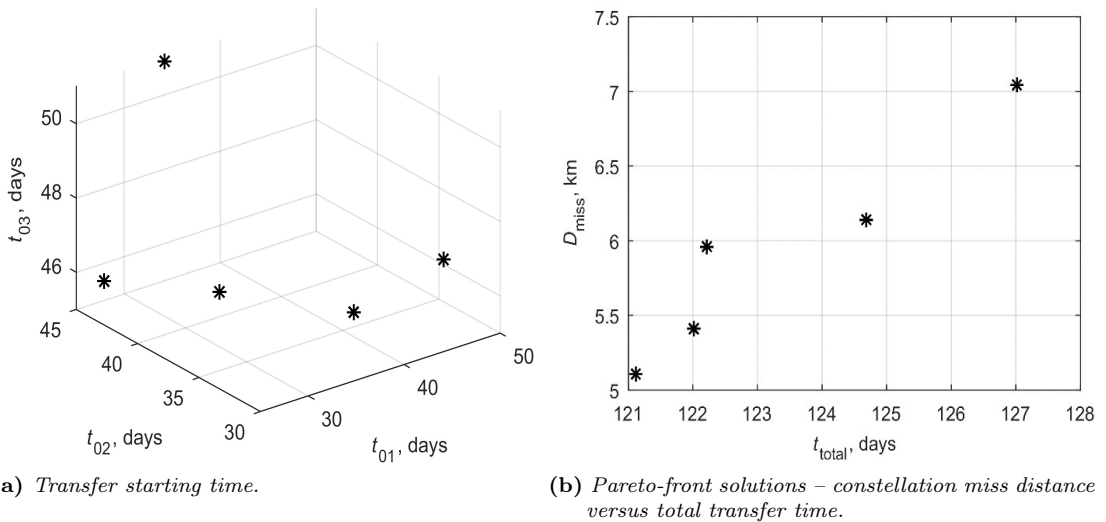 50
48
46
t03, days
45
40
35
30
t02, days
30
40
50
t01, days
7.5
7
6.5
6
5.5
5
Dmiss, km
121 122 123 124 125 126 127 128
ttotal, days
a) Transfer starting time.
(b) Pareto-front solutions – constellation miss distance
versus total transfer time.